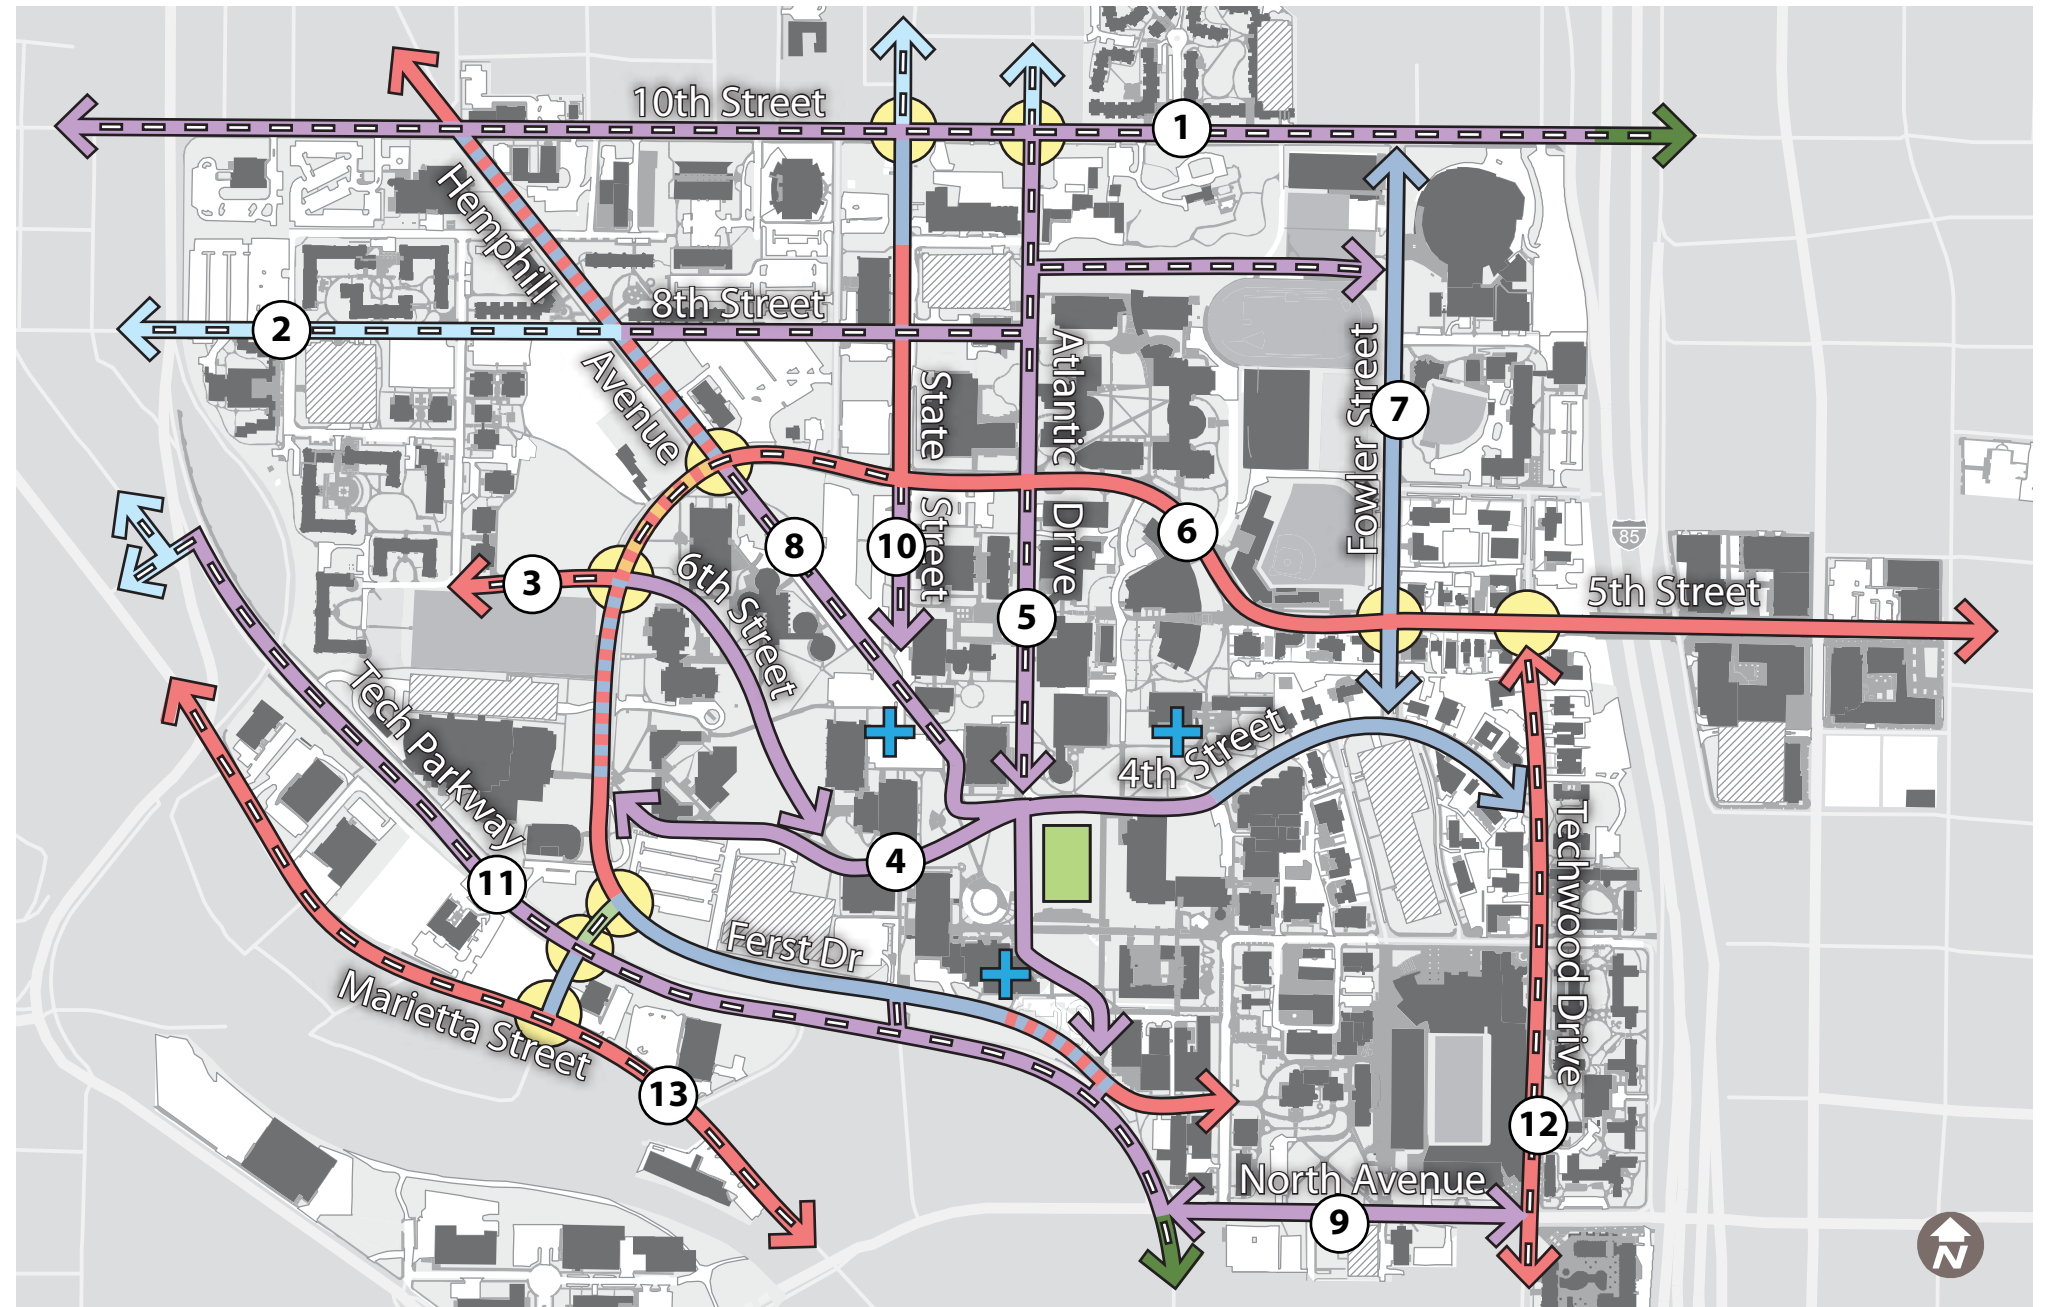 10th Street
1
Hemphill
Avenue
8th Street
2
State
Street
Atlantic
Drive
Fowler Street
7
6
8
10
5
3
6th Street
85
5th Street
Tech Parkway
4th Street
4
11
Ferst Dr
Marietta Street
13
Techwood Drive
12
North Avenue
9
N